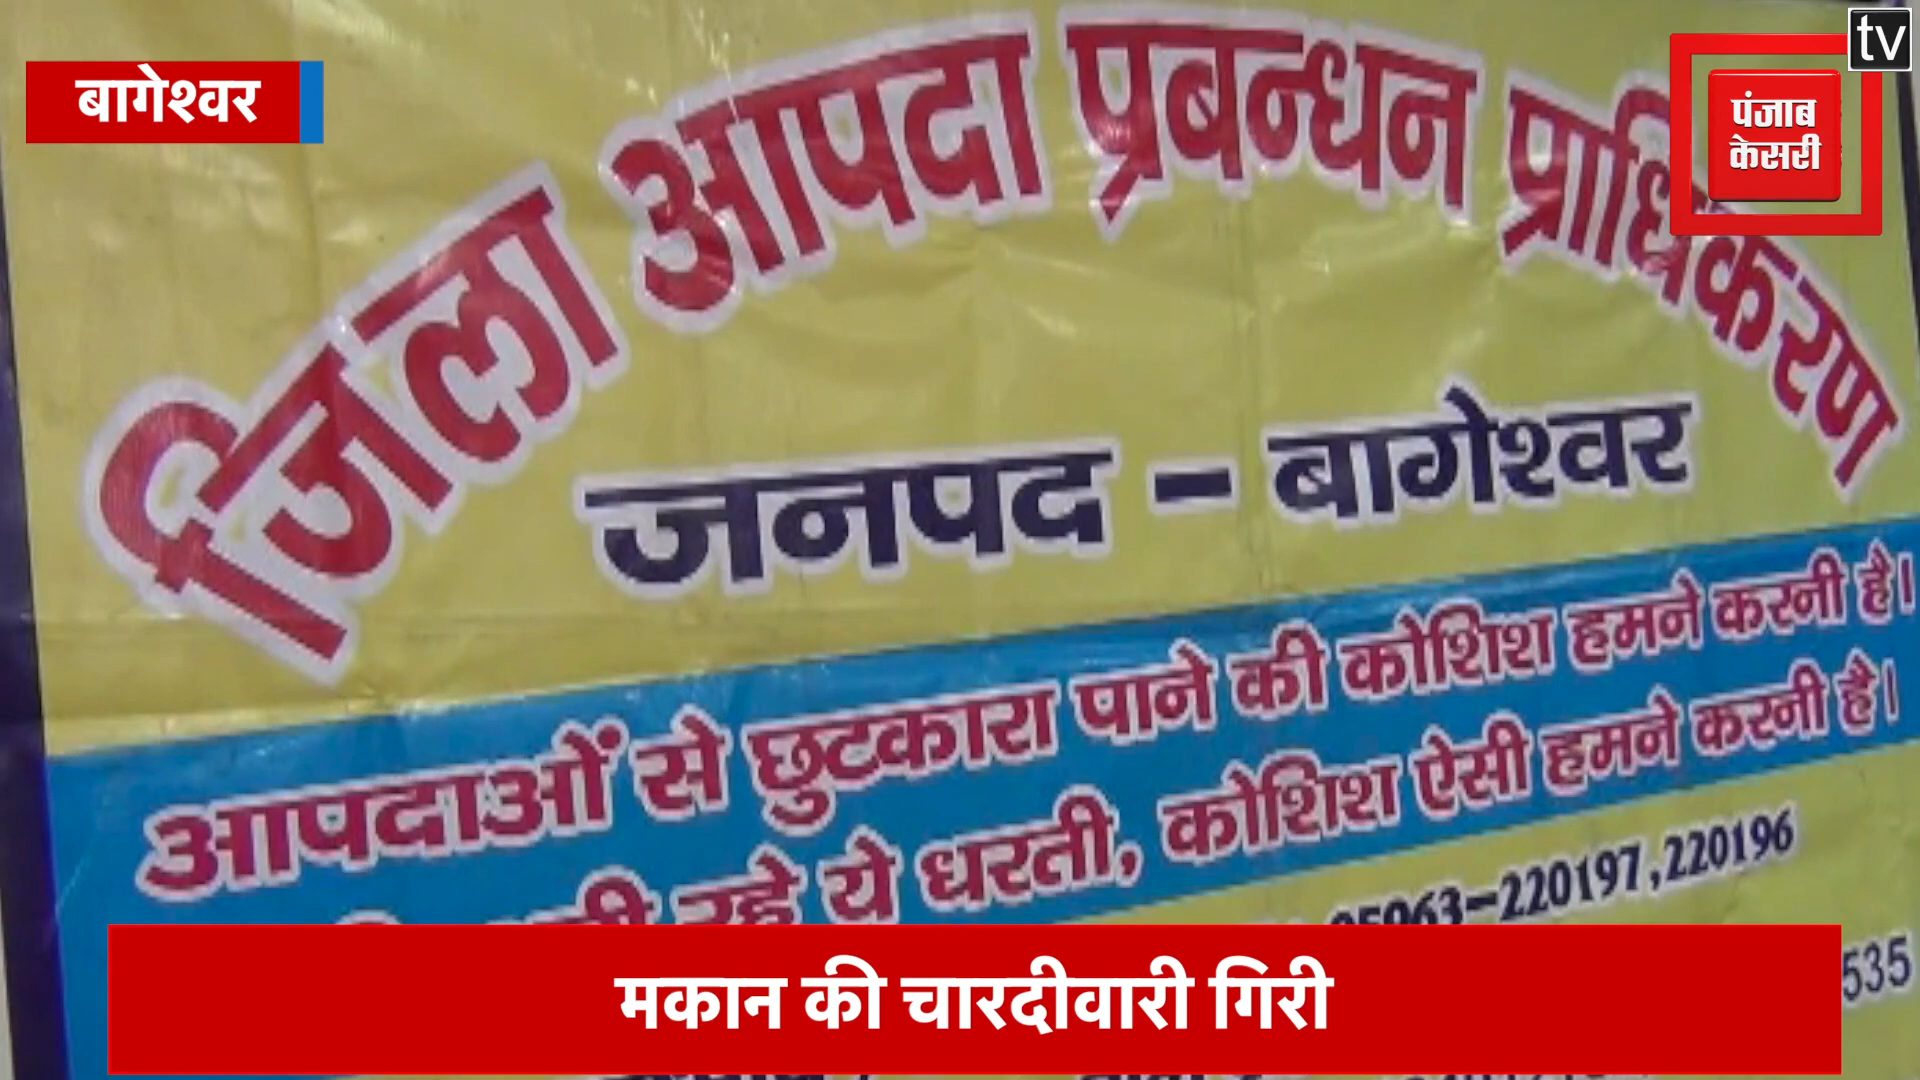 tv
बागेश्वर
पंजाब
केसरी
जिला आपदा प्रबन्धन प्राधिकरण
जनपद - बागेश्वर
आपदाओं से छुटकारा पाने की कोशिश हमने करनी है।
रहे ये धरती, कोशिश ऐसी हमने करनी है।
05963-220197,220196
535
मकान की चारदीवारी गिरी